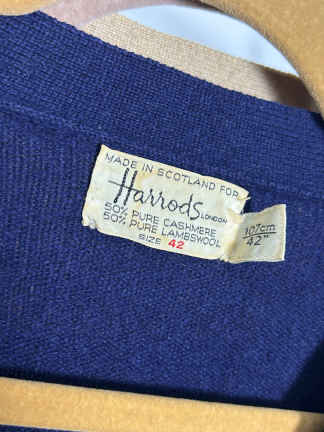 MADE IN SCOTLAND FOR
Harrods
LONDON
50% PURE CASHMERE
50% PURE LAMBSWOOL
SIZE 42
107cm
42"